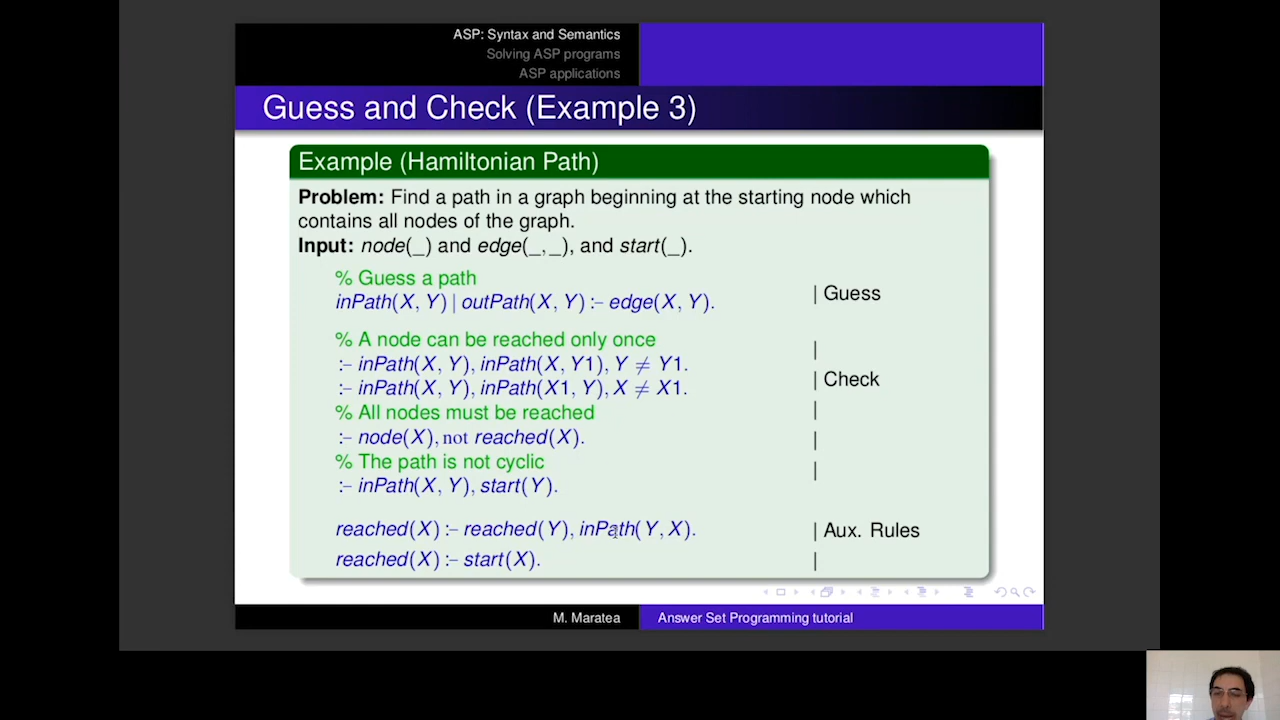 ASP: Syntax and Semantics
Solving ASP programs
ASP applications
Guess and Check (Example 3)
Example (Hamiltonian Path)
Problem: Find a path in a graph beginning at the starting node which
contains all nodes of the graph.
Input: node(_) and edge(_,_), and start(_).
% Guess a path
inPath(X, Y) | outPath(X, Y) :- edge(X, Y). | Guess
% A node can be reached only once |
:- inPath(X, Y), inPath(X, Y1), Y ≠ Y1.
:- inPath(X, Y), inPath(X1, Y), X ≠ X1. | Check
% All nodes must be reached |
:- node(X), not reached(X). |
% The path is not cyclic |
:- inPath(X, Y), start(Y).
reached(X) :- reached(Y), inPath(Y, X). | Aux. Rules
reached(X) :- start(X). |
M. Maratea Answer Set Programming tutorial